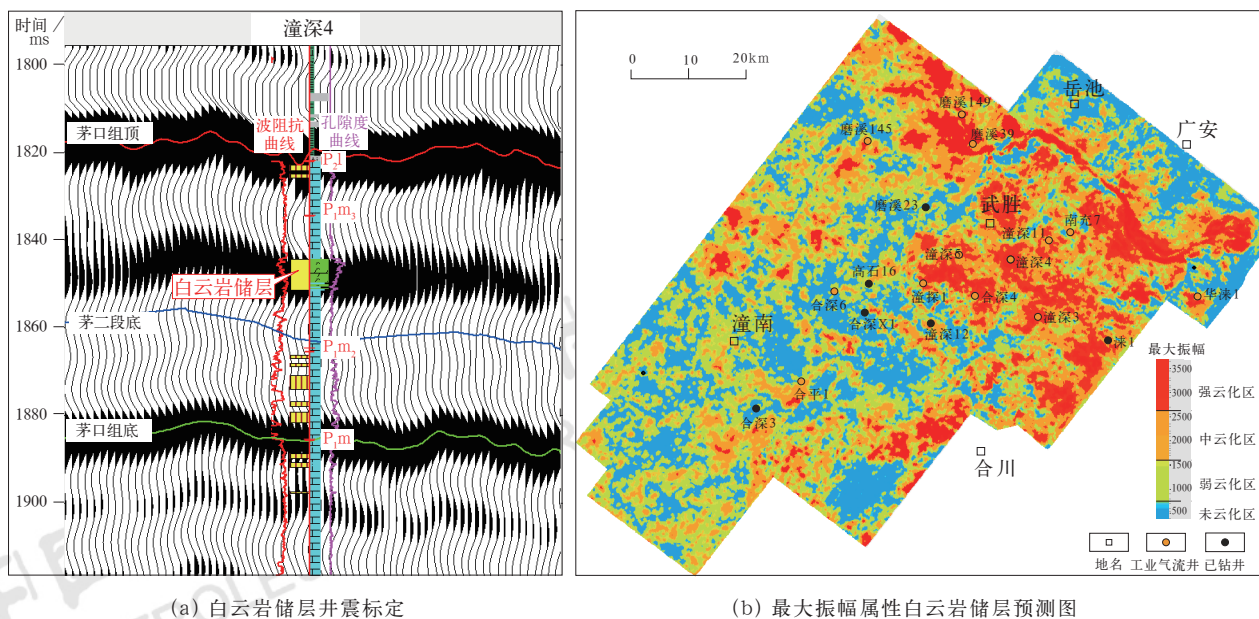 时间/
ms
潼深4
1800
1820
1840
1860
1880
1900
茅口组顶
波阻抗
曲线
孔隙度
曲线
P₂l
P₁m₃
白云岩储层
茅二段底
P₁m₂
茅口组底
P₁m
(a) 白云岩储层井震标定
0 10 20km
岳池
广安
磨溪149
磨溪145
磨溪39
磨溪23
武胜
南充7
潼深11
潼深5
潼深4
高石16
潼探1
合深4
华涞1
合深6
合深X1
潼深12
潼深3
涞1
潼南
合平1
合深3
合川
最大振幅
3500
3000
强云化区
2500
2000
中云化区
1500
1000
弱云化区
500
未云化区
地名 工业气流井 已钻井
(b) 最大振幅属性白云岩储层预测图